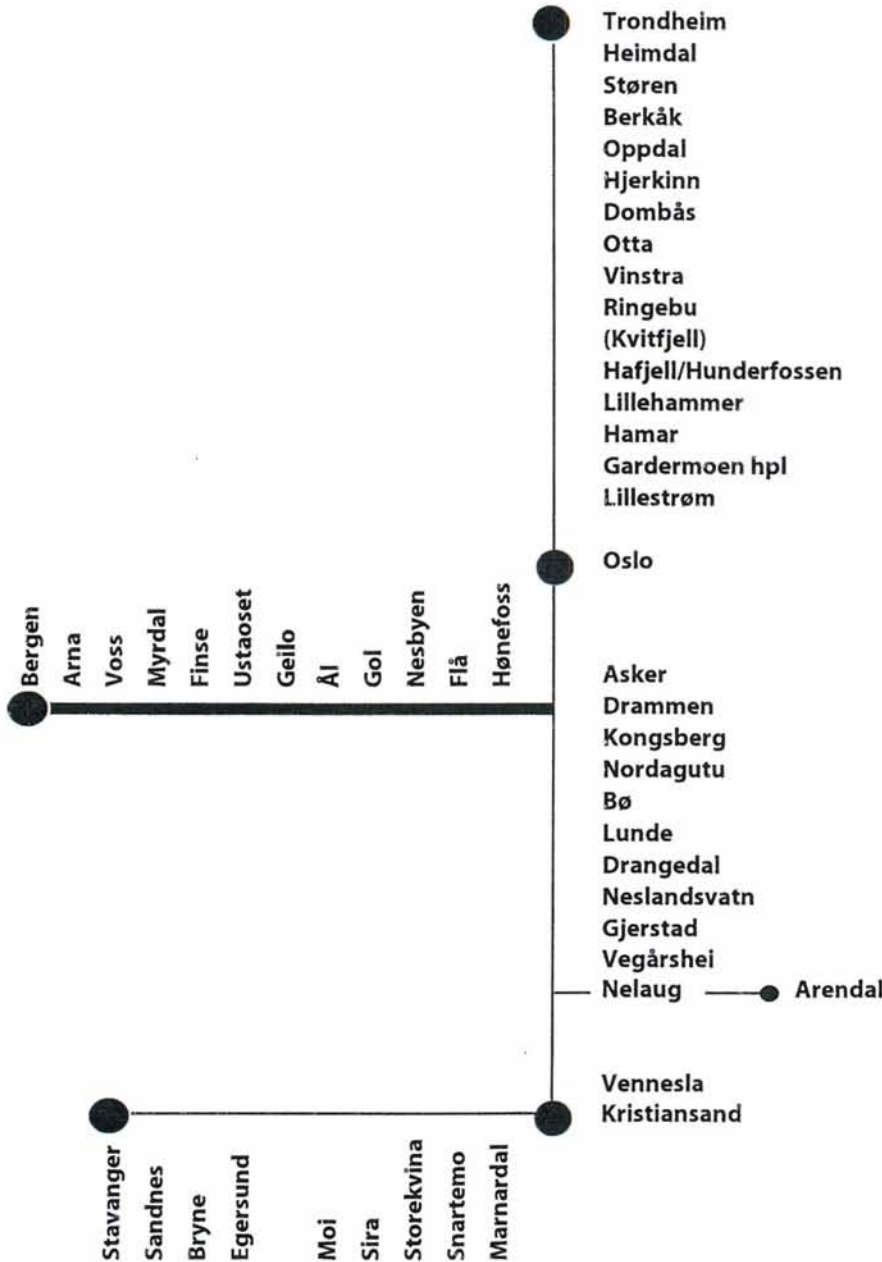 Trondheim
Heimdal
Støren
Berkåk
Oppdal
Hjerkinn
Dombås
Otta
Vinstra
Ringebu
(Kvitfjell)
Hafjell/Hunderfossen
Lillehammer
Hamar
Gardermoen hpl
Lillestrøm
Oslo
Bergen
Arna
Voss
Myrdal
Finse
Ustaoset
Geilo
Ål
Gol
Nesbyen
Flå
Hønefoss
Asker
Drammen
Kongsberg
Nordagutu
Bø
Lunde
Drangedal
Neslandsvatn
Gjerstad
Vegårshei
Nelaug
Arendal
Vennesla
Kristiansand
Stavanger
Sandnes
Bryne
Egersund
Moi
Sira
Storekvina
Snartemo
Marnardal